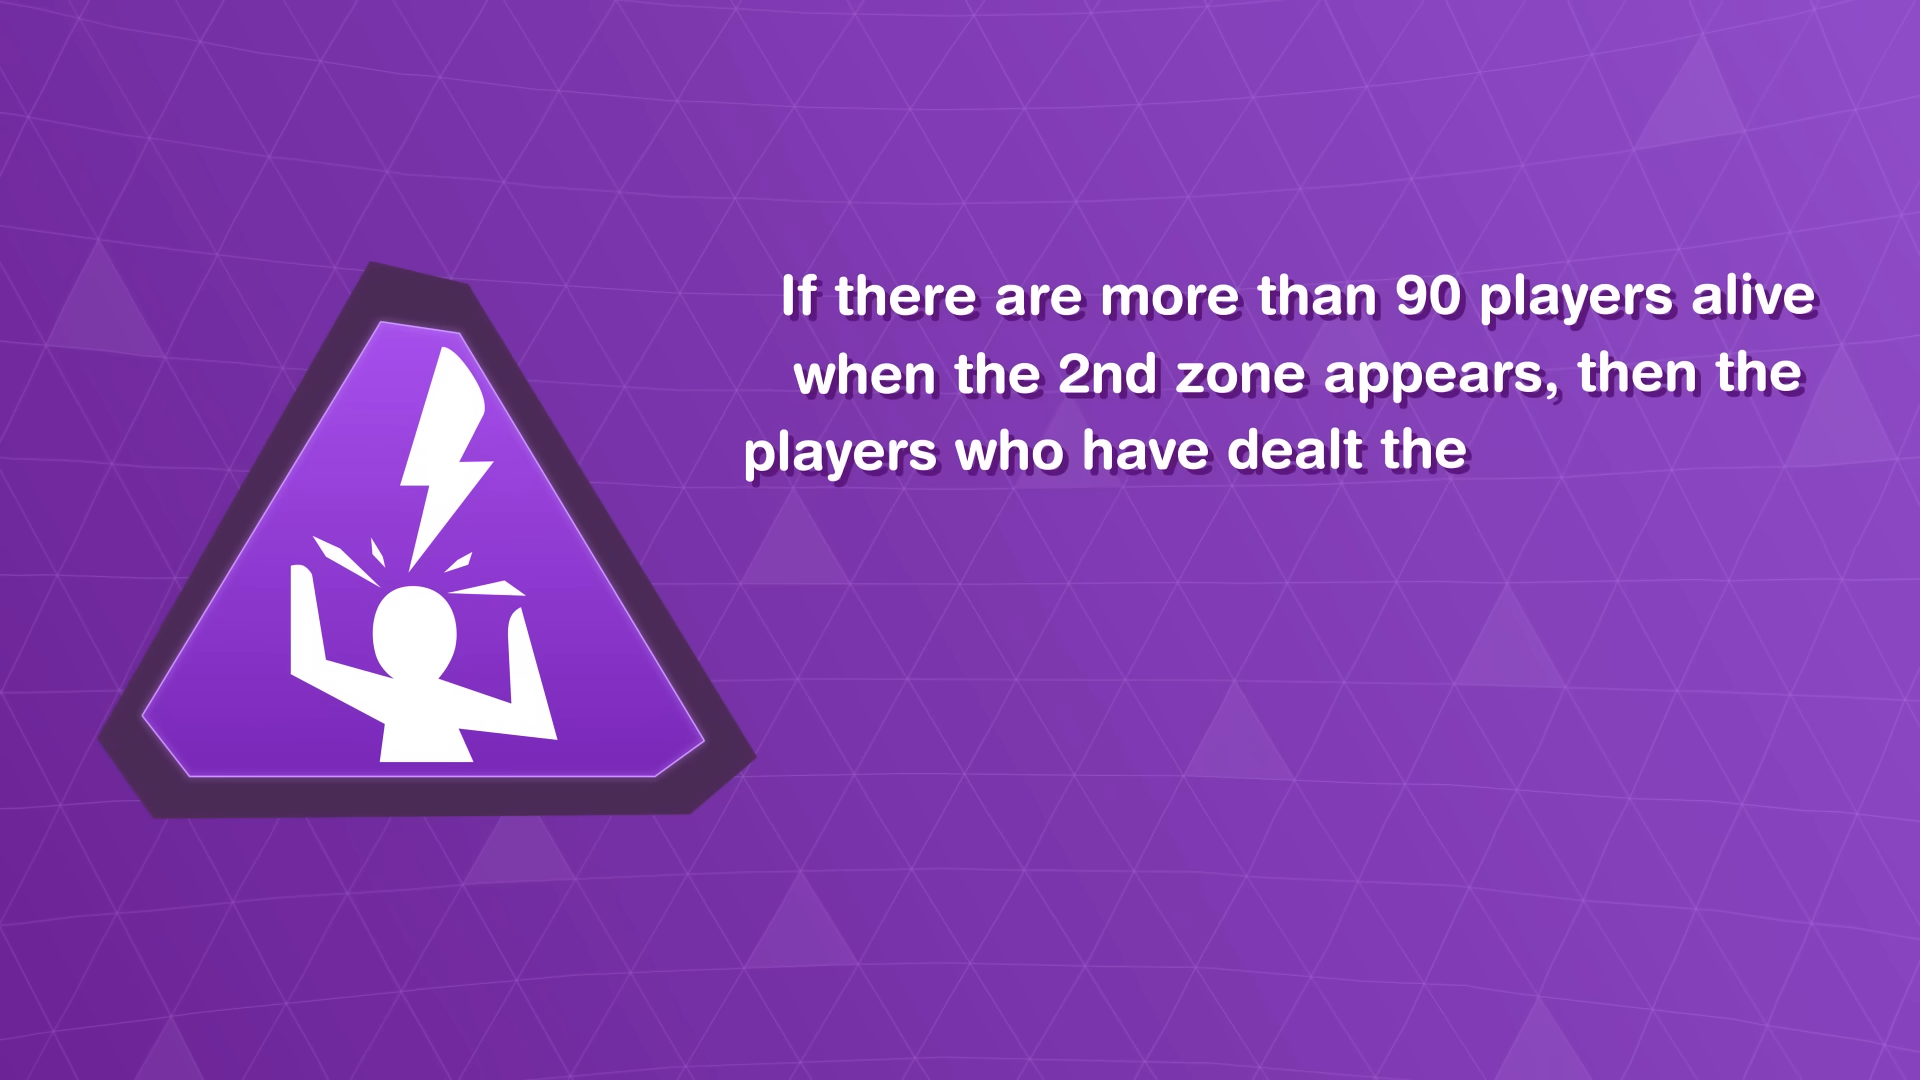 If there are more than 90 players alive
when the 2nd zone appears, then the
players who have dealt the